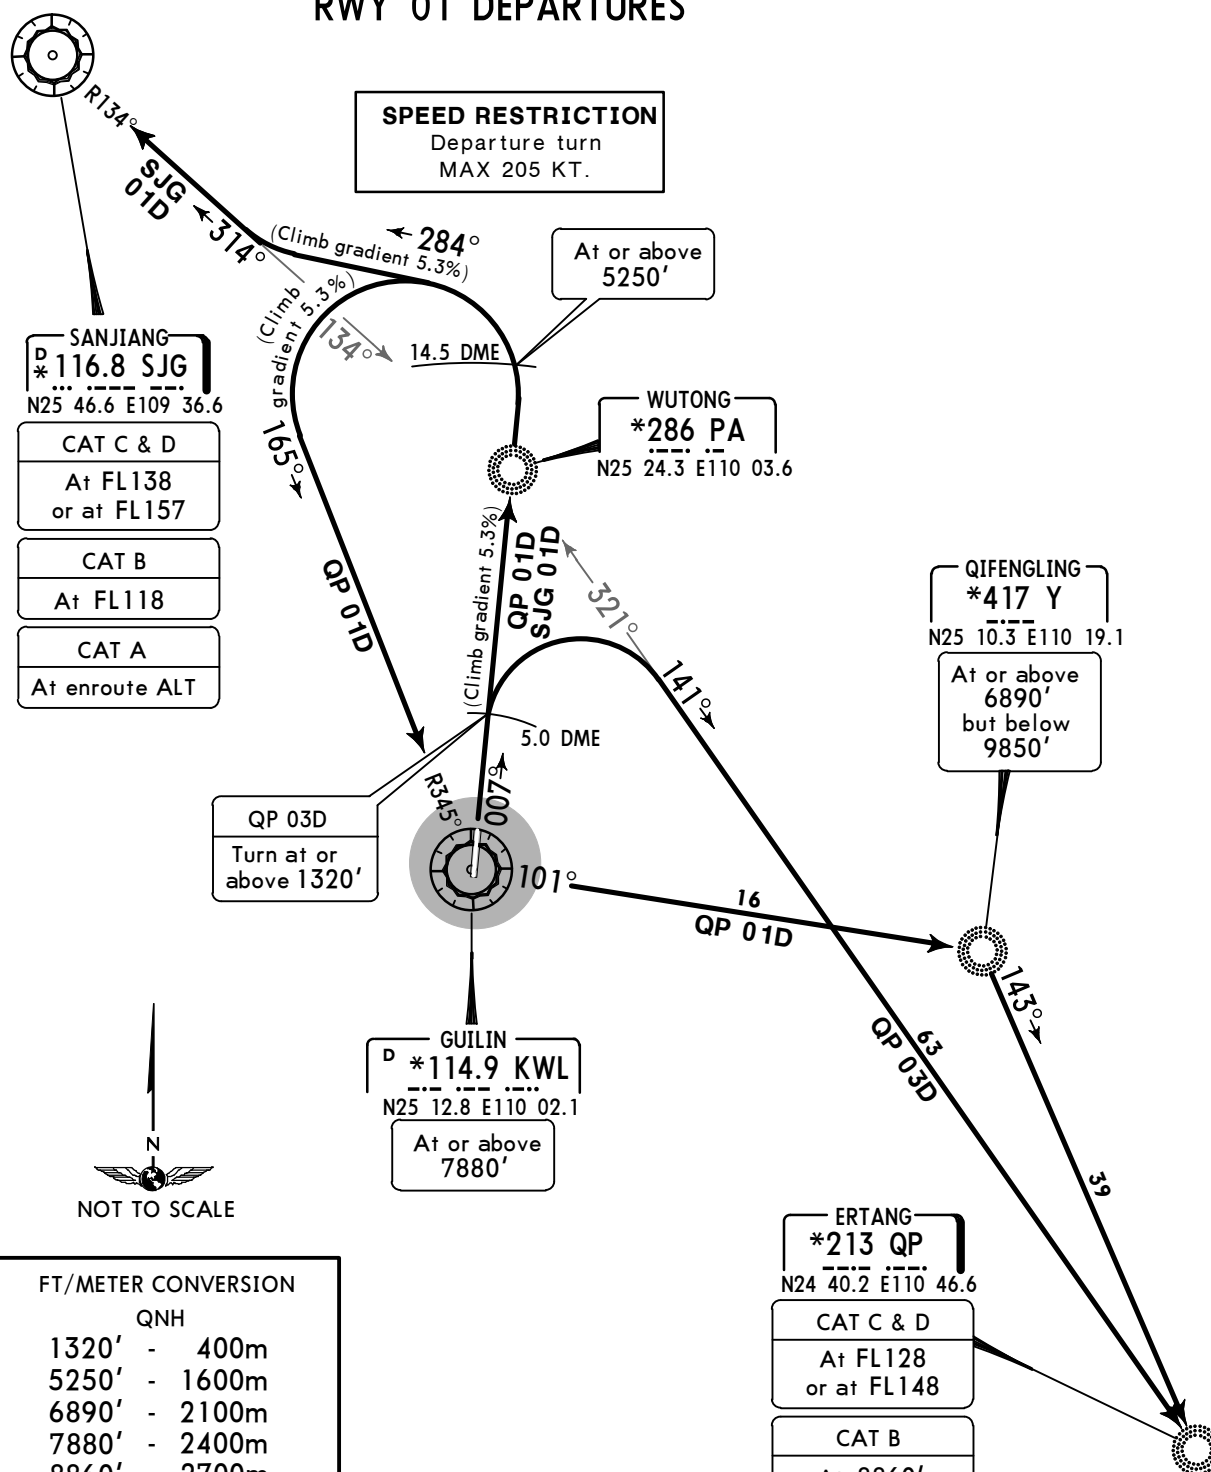 RWY 01 DEPARTURES
SPEED RESTRICTION
Departure turn
MAX 205 KT.
R134°
SJG
01D
314°
(Climb gradient 5.3%)
284°
At or above
5250'
(Climb
gradient 5.3%)
134°
14.5 DME
165°
SANJIANG
D
* 116.8 SJG
N25 46.6 E109 36.6
CAT C & D
At FL138
or at FL157
CAT B
At FL118
CAT A
At enroute ALT
WUTONG
*286 PA
N25 24.3 E110 03.6
(Climb gradient 5.3%)
QP 01D
SJG 01D
QP 01D
321°
141°
QIFENGLING
*417 Y
N25 10.3 E110 19.1
At or above
6890'
but below
9850'
5.0 DME
007°
R345°
QP 03D
Turn at or
above 1320'
101°
16
QP 01D
143°
63
QP 03D
39
GUILIN
D *114.9 KWL
N25 12.8 E110 02.1
At or above
7880'
N
NOT TO SCALE
ERTANG
*213 QP
N24 40.2 E110 46.6
CAT C & D
At FL128
or at FL148
CAT B
FT/METER CONVERSION
QNH
1320' - 400m
5250' - 1600m
6890' - 2100m
7880' - 2400m
8860' - 2700m